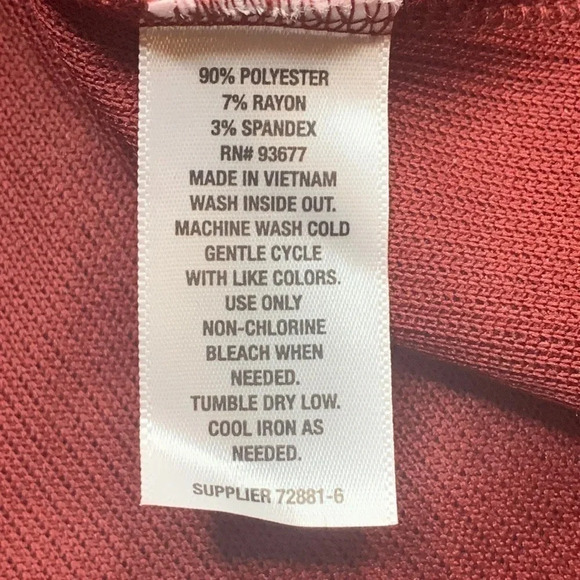 90% POLYESTER
7% RAYON
3% SPANDEX
RN# 93677
MADE IN VIETNAM
WASH INSIDE OUT.
MACHINE WASH COLD
GENTLE CYCLE
WITH LIKE COLORS.
USE ONLY
NON-CHLORINE
BLEACH WHEN
NEEDED.
TUMBLE DRY LOW.
COOL IRON AS
NEEDED.
SUPPLIER 72881-6